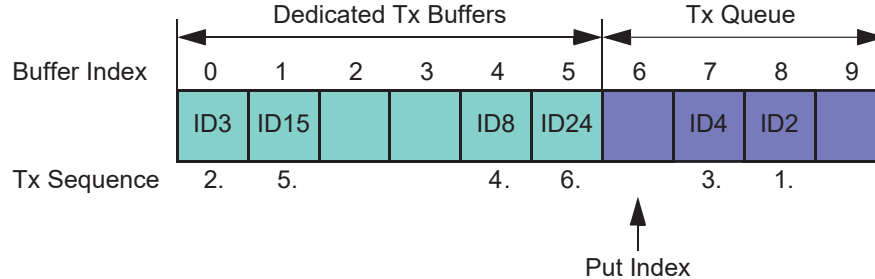 Dedicated Tx Buffers Tx Queue
Buffer Index 0 1 2 3 4 5 6 7 8 9
ID3 ID15 ID8 ID24 ID4 ID2
Tx Sequence 2. 5. 4. 6. 3. 1.
Put Index